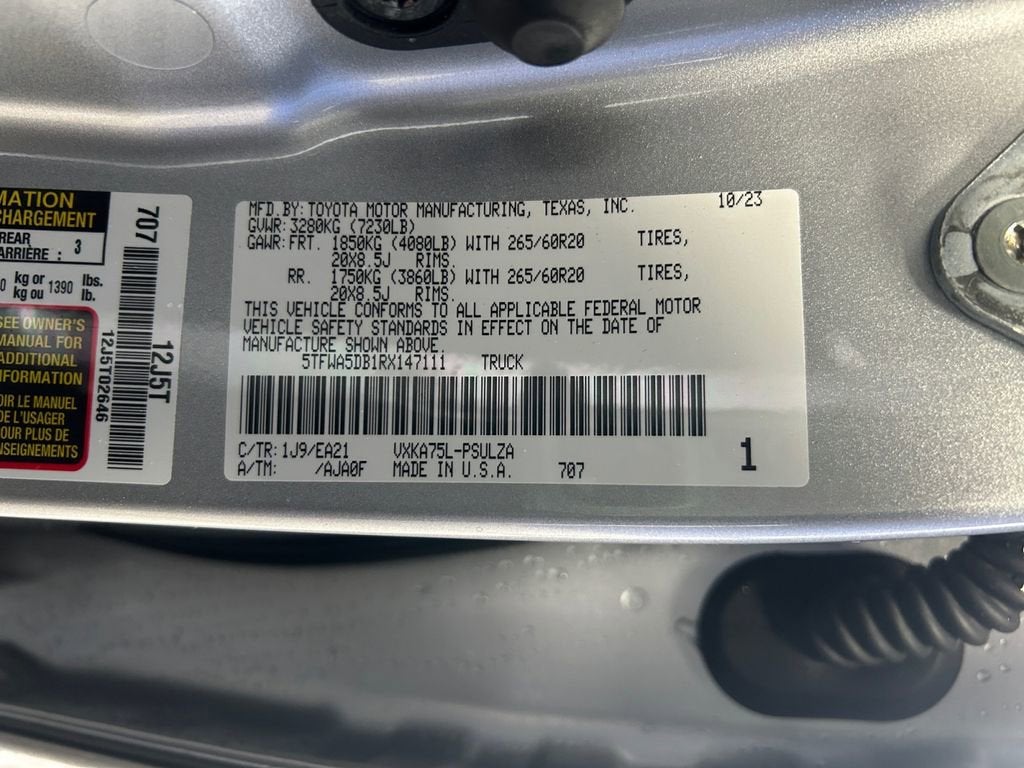 MATION
CHARGEMENT
REAR
ARRIÈRE : 3
0 kg or 1390 lbs.
kg ou lb.
SEE OWNER'S
MANUAL FOR
ADDITIONAL
INFORMATION
OIR LE MANUEL
DE L'USAGER
POUR PLUS DE
ENSEIGNEMENTS
707
12J5T
12J5T02646
MFD.BY:TOYOTA MOTOR MANUFACTURING, TEXAS, INC. 10/23
GVWR:3280KG (7230LB)
GAWR:FRT. 1850KG (4080LB) WITH 265/60R20 TIRES,
20X8.5J RIMS.
RR. 1750KG (3860LB) WITH 265/60R20 TIRES,
20X8.5J RIMS.
THIS VEHICLE CONFORMS TO ALL APPLICABLE FEDERAL MOTOR
VEHICLE SAFETY STANDARDS IN EFFECT ON THE DATE OF
MANUFACTURE SHOWN ABOVE.
5TFWA5DB1RX147111 TRUCK
C/TR:1J9/EA21 VXKA75L-PSULZA
A/TM: /AJA0F MADE IN U.S.A. 707
1